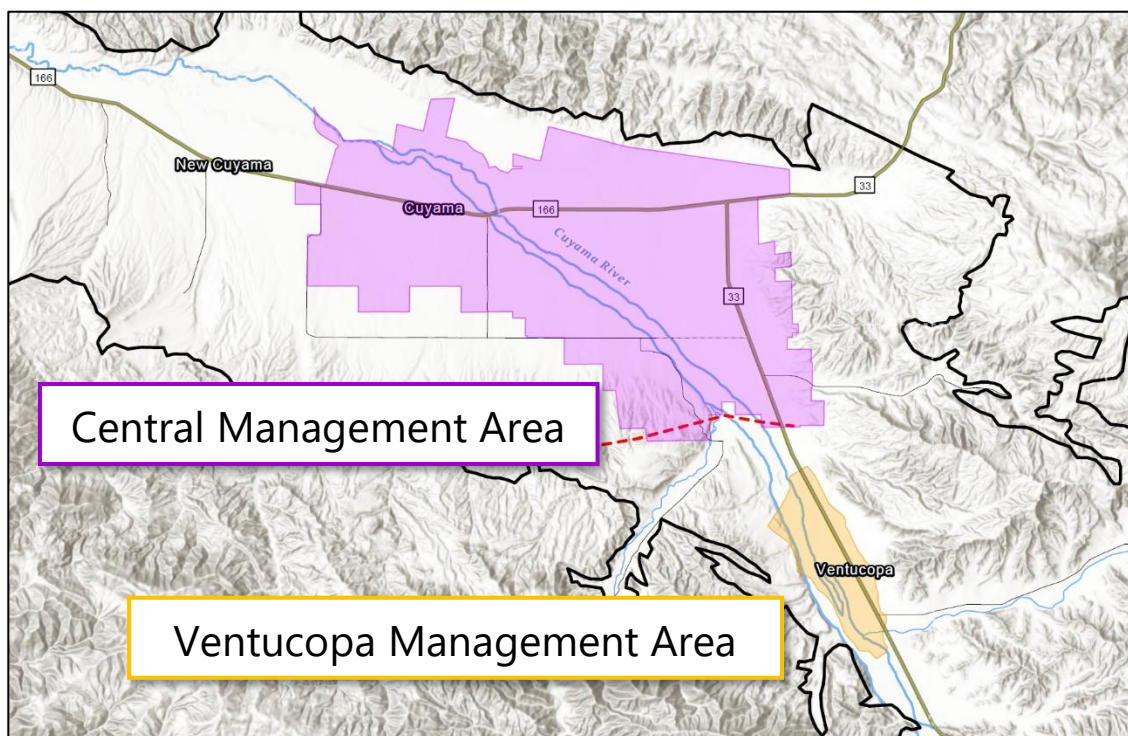 166
New Cuyama
Cuyama
166
33
Cuyama River
33
Central Management Area
Ventucopa
Ventucopa Management Area